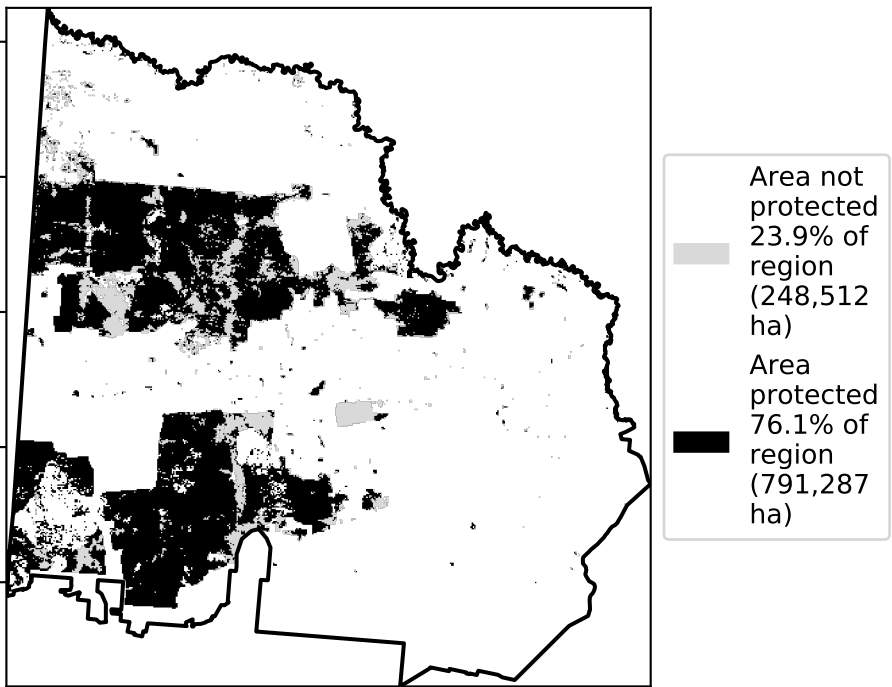 Area not
protected
23.9% of
region
(248,512
ha)
Area
protected
76.1% of
region
(791,287
ha)